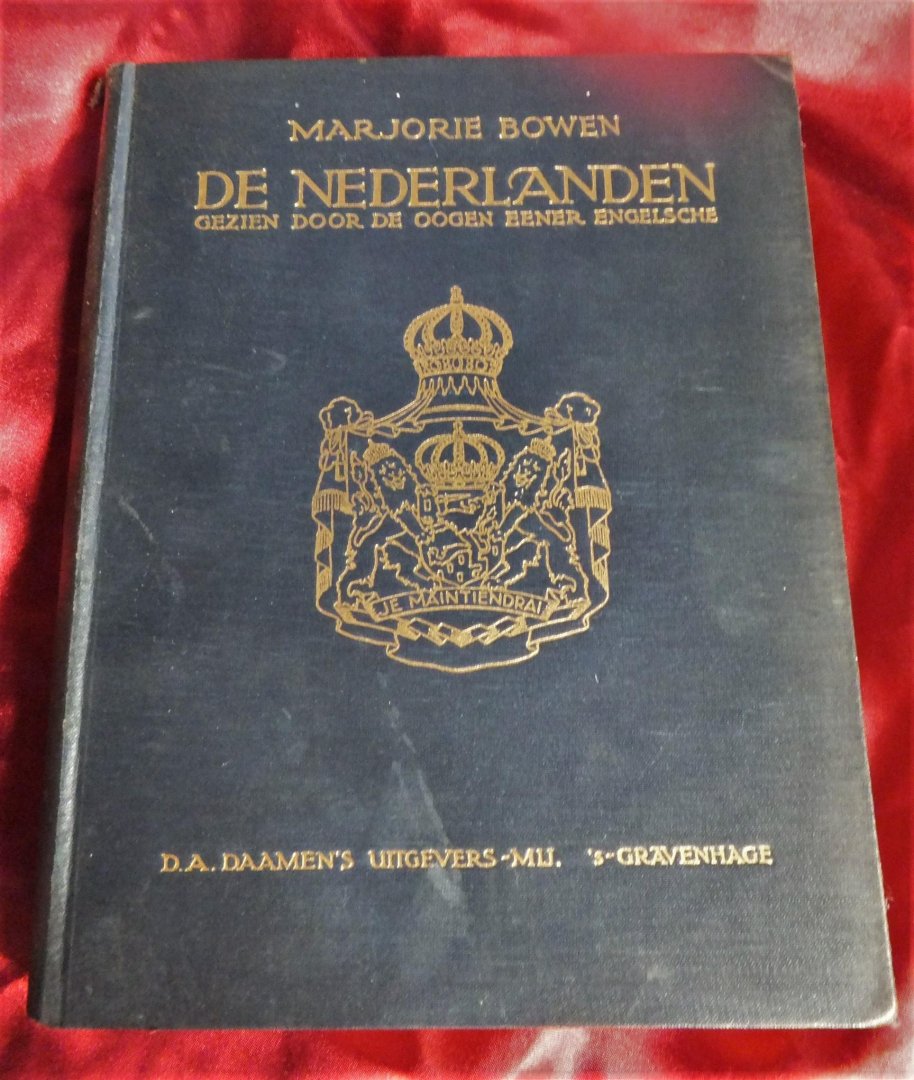 MARJORIE BOWEN
DE NEDERLANDEN
GEZIEN DOOR DE OOGEN EENER ENGELSCHE
JE MAINTIENDRAI
D.A. DAAMEN'S UITGEVERS-MIJ. 's-GRAVENHAGE